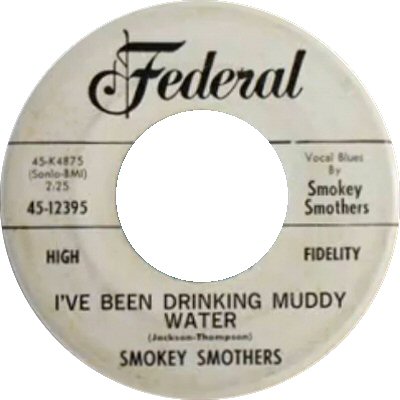 Federal
45-K4875
(Sonlo-BMI)
2:25
45-12395
Vocal Blues
By
Smokey
Smothers
HIGH
FIDELITY
I'VE BEEN DRINKING MUDDY
WATER
(Jackson-Thompson)
SMOKEY SMOTHERS